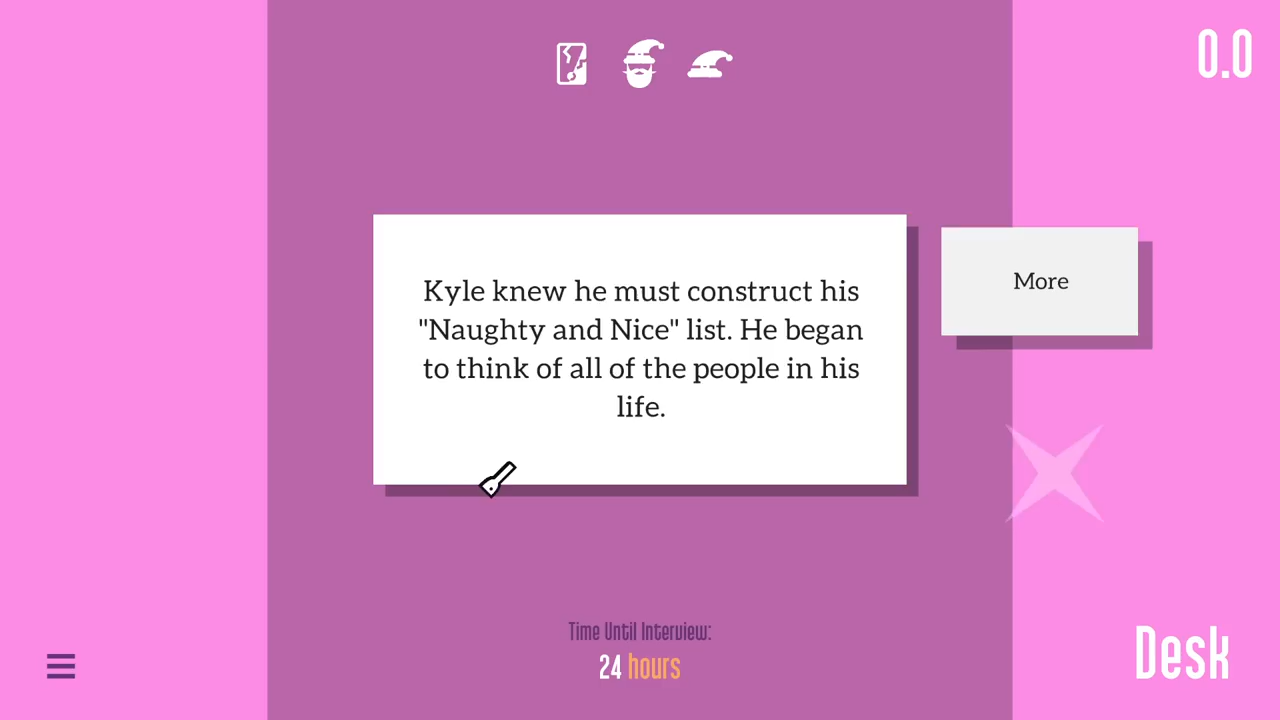 0.0
Kyle knew he must construct his
"Naughty and Nice" list. He began
to think of all of the people in his
life.
More
Time Until Interview:
24 hours
Desk